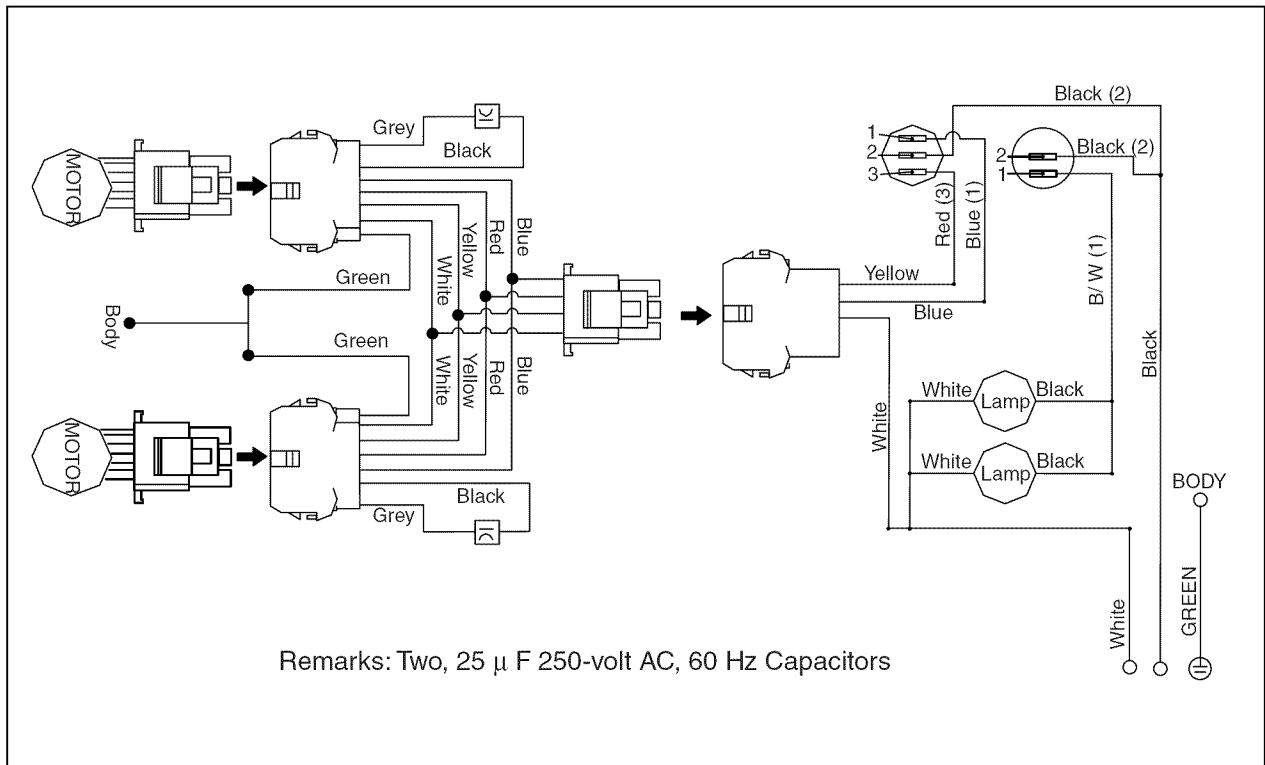 Black (2)
1
2
3
2
1
Black (2)
Grey
Black
MOTOR
Red (3)
Blue (1)
B/ W (1)
White
Yellow
Red
Blue
Green
Yellow
Blue
Body
Green
White
Yellow
Red
Blue
Black
White
White
Lamp
Black
MOTOR
White
Lamp
Black
Black
Grey
BODY
GREEN
White
Remarks: Two, 25 μ F 250-volt AC, 60 Hz Capacitors